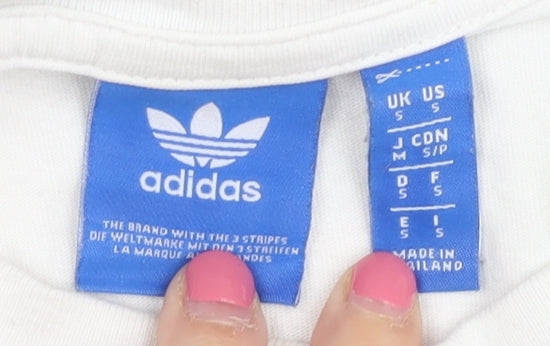 adidas
THE BRAND WITH THE 3 STRIPES
DIE WELTMARKE MIT DEN 3 STREIFEN
LA MARQUE
UK US
S S
J CDN
M S/P
D F
S S
E I
S S
MADE IN